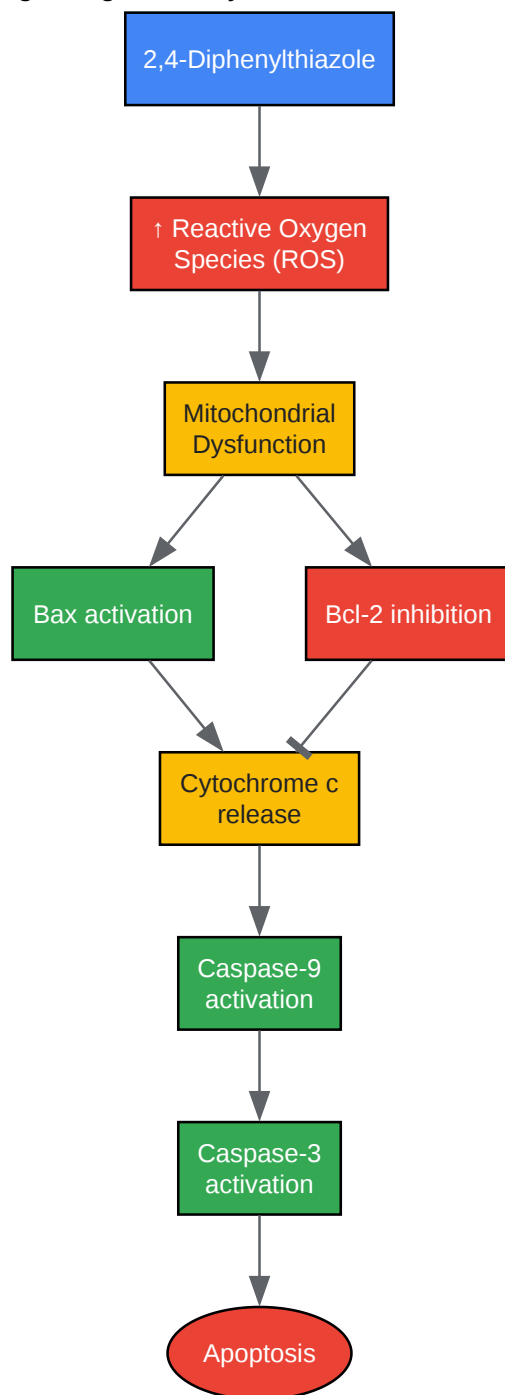 2,4-Diphenylthiazole
↑ Reactive Oxygen
Species (ROS)
Mitochondrial
Dysfunction
Bax activation
Bcl-2 inhibition
Cytochrome c
release
Caspase-9
activation
Caspase-3
activation
Apoptosis